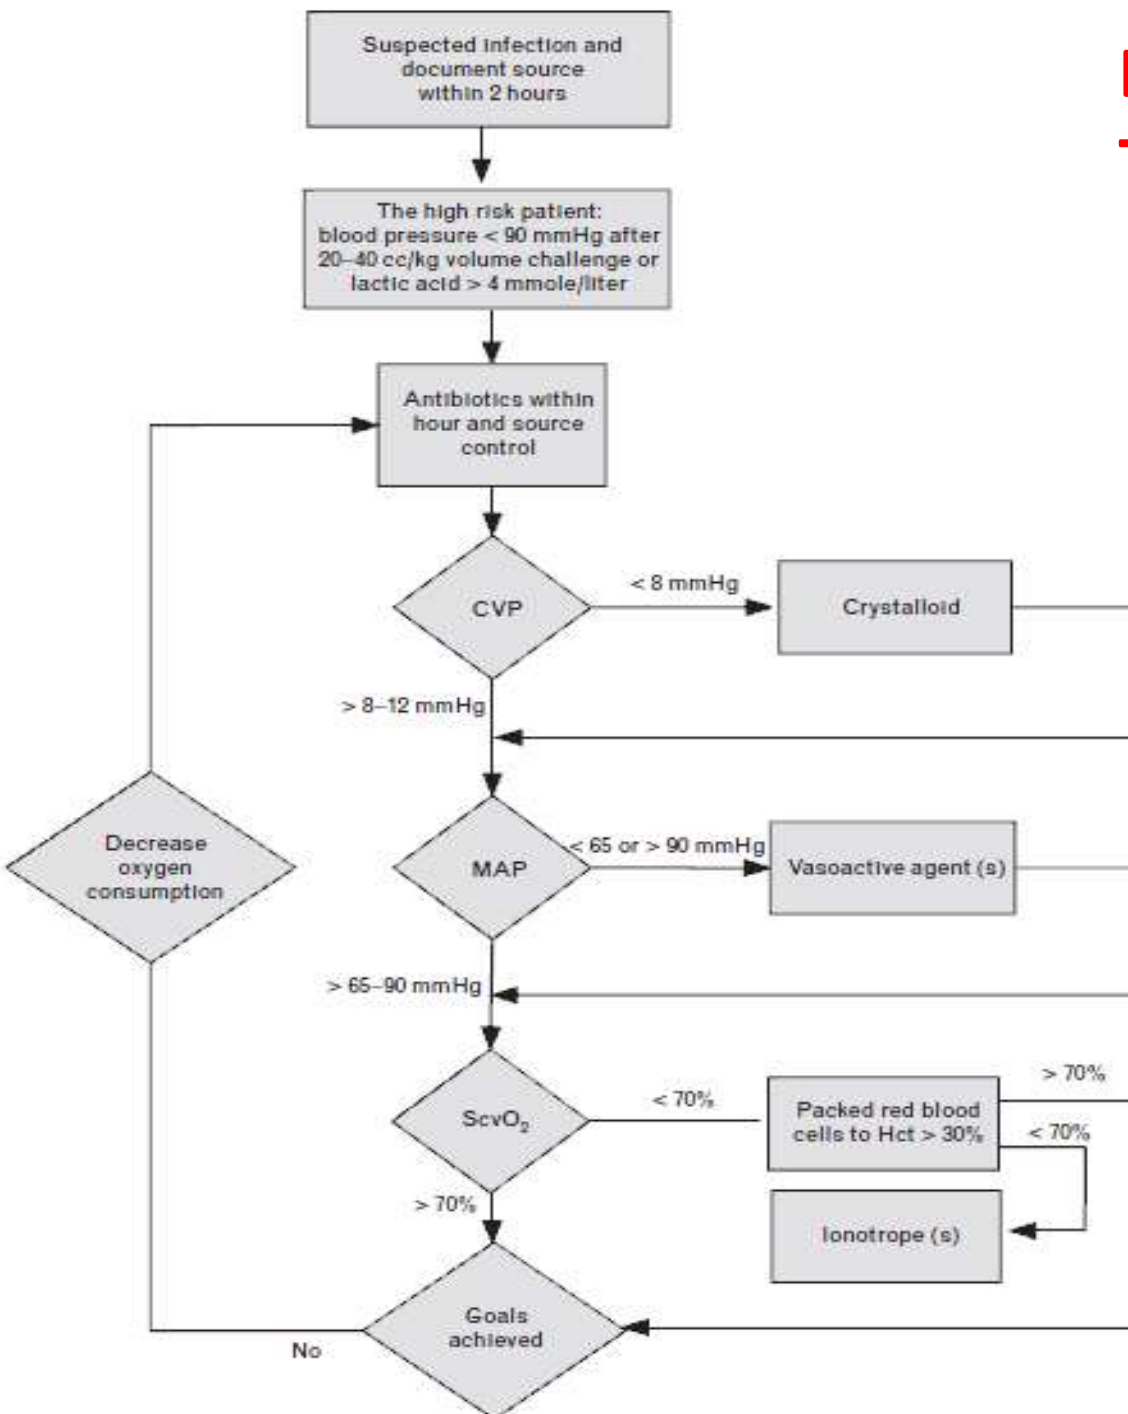 Suspected infection and
document source
within 2 hours
The high risk patient:
blood pressure < 90 mmHg after
20–40 cc/kg volume challenge or
lactic acid > 4 mmole/liter
Antibiotics within
hour and source
control
CVP
< 8 mmHg
Crystalloid
> 8–12 mmHg
MAP
< 65 or > 90 mmHg
Vasoactive agent (s)
Decrease
oxygen
consumption
> 65–90 mmHg
ScvO2
< 70%
Packed red blood
cells to Hct > 30%
> 70%
< 70%
Ionotrope (s)
> 70%
Goals
achieved
No